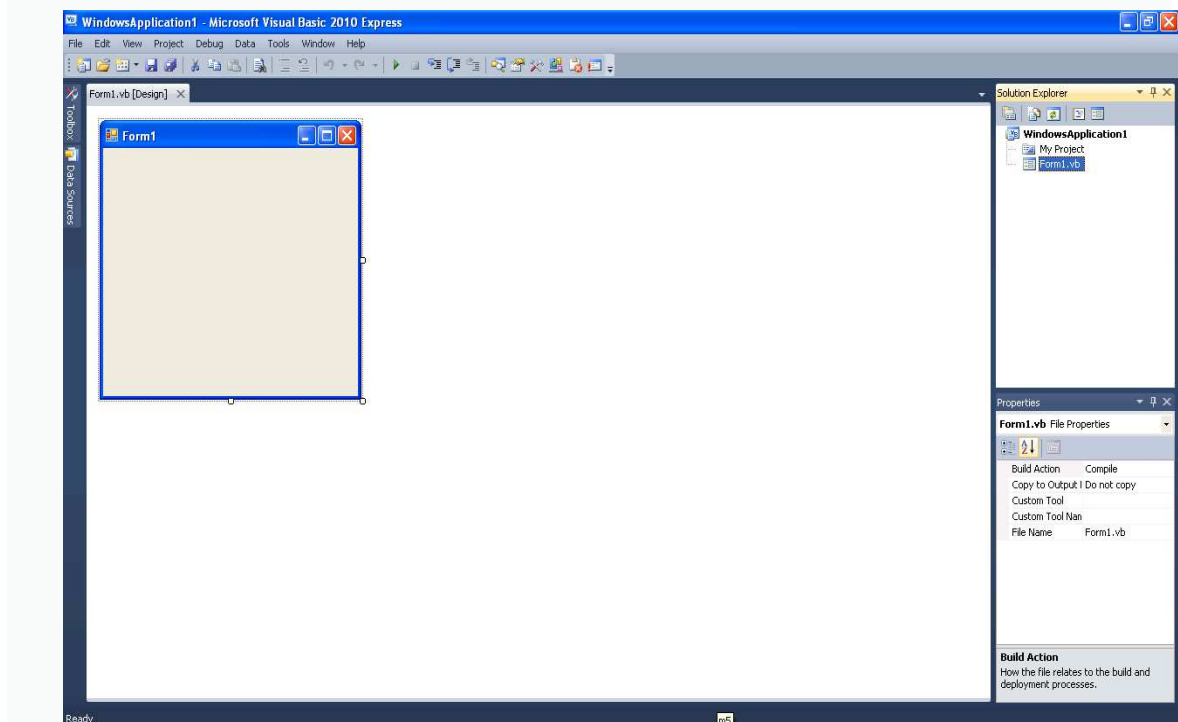 WindowsApplication1 - Microsoft Visual Basic 2010 Express
File Edit View Project Debug Data Tools Window Help
Toolbox
Data Sources
Form1.vb [Design]
Form1
Solution Explorer
WindowsApplication1
My Project
Form1.vb
Properties
Form1.vb File Properties
Build Action Compile
Copy to Output Do not copy
Custom Tool
Custom Tool Nan
File Name Form1.vb
Build Action
How the file relates to the build and
deployment processes.
Ready